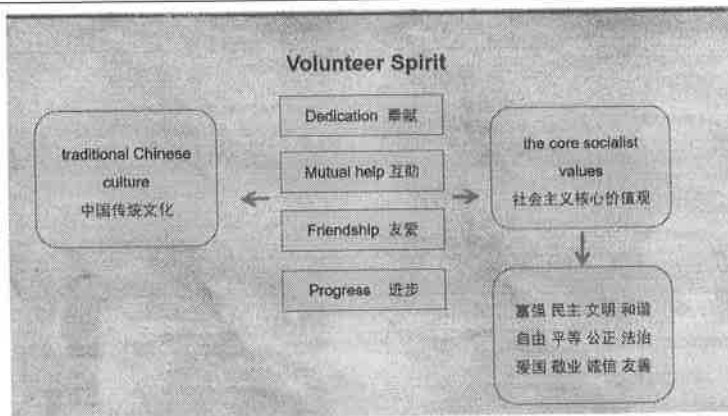 Volunteer Spirit
traditional Chinese
culture
中国传统文化
Dedication 奉献
Mutual help 互助
Friendship 友爱
Progress 进步
the core socialist
values
社会主义核心价值观
富强 民主 文明 和谐
自由 平等 公正 法治
爱国 敬业 诚信 友善